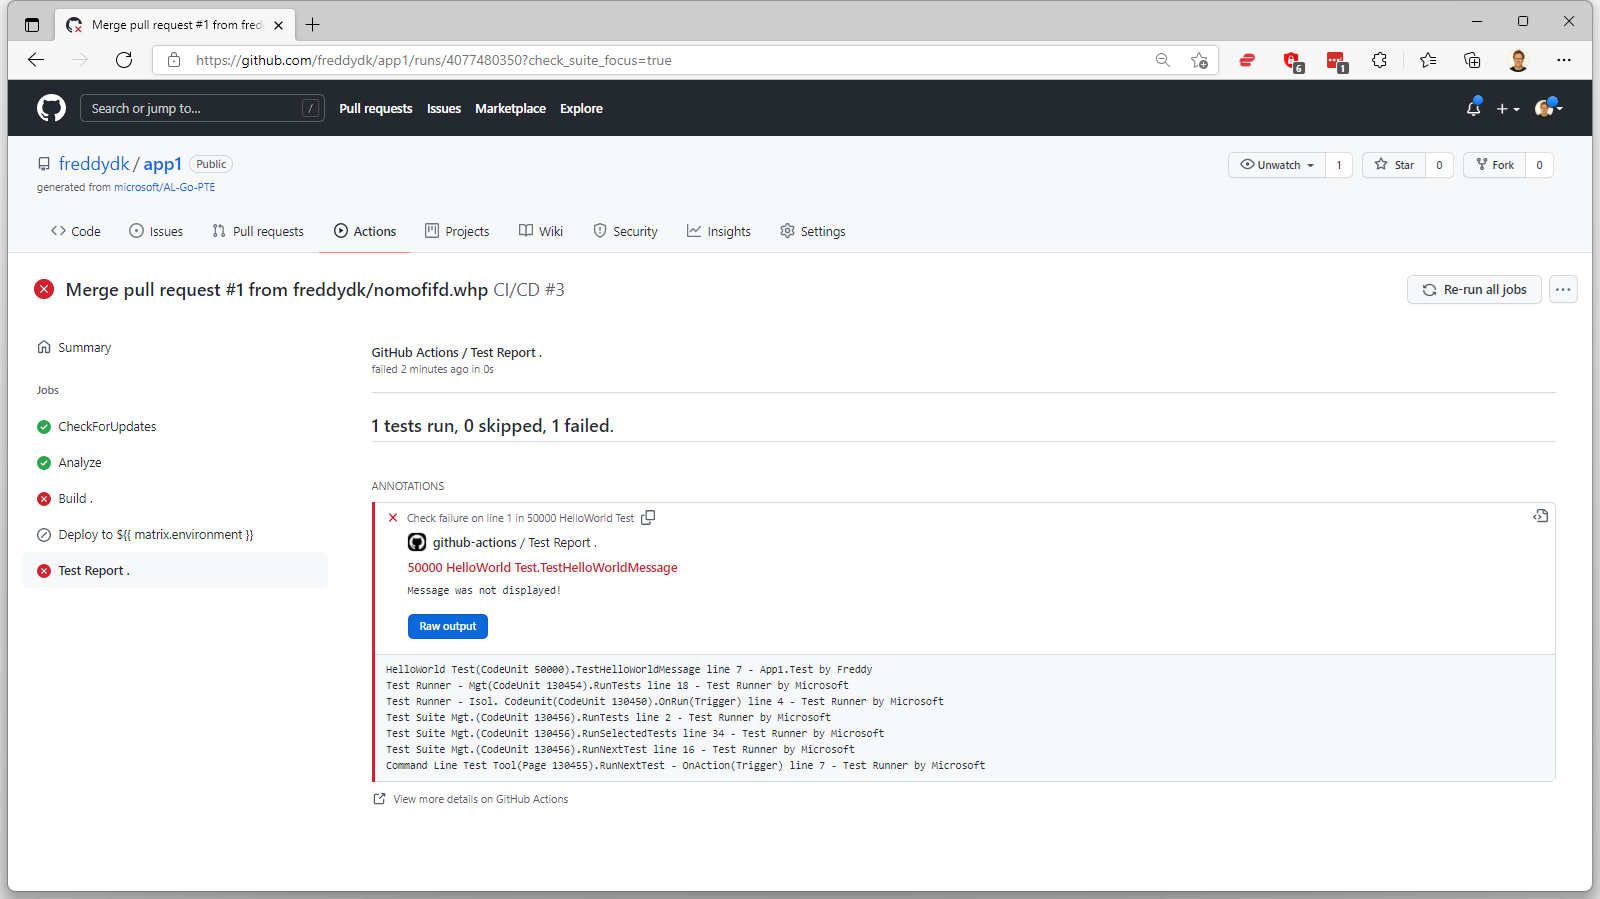 Merge pull request #1 from fred
https://github.com/freddydk/app1/runs/4077480350?check_suite_focus=true
6
1
Search or jump to...
/
Pull requests
Issues
Marketplace
Explore
freddydk / app1
Public
generated from microsoft/AL-Go-PTE
Unwatch
1
Star
0
Fork
0
Code
Issues
Pull requests
Actions
Projects
Wiki
Security
Insights
Settings
Merge pull request #1 from freddydk/nomofifd.whp CI/CD #3
Re-run all jobs
Summary
Jobs
CheckForUpdates
Analyze
Build .
Deploy to ${{ matrix.environment }}
Test Report .
GitHub Actions / Test Report .
failed 2 minutes ago in 0s
1 tests run, 0 skipped, 1 failed.
ANNOTATIONS
Check failure on line 1 in 50000 HelloWorld Test
github-actions / Test Report .
50000 HelloWorld Test.TestHelloWorldMessage
Message was not displayed!
Raw output
HelloWorld Test(CodeUnit 50000).TestHelloWorldMessage line 7 - App1.Test by Freddy
Test Runner - Mgt(CodeUnit 130454).RunTests line 18 - Test Runner by Microsoft
Test Runner - Isol. Codeunit(CodeUnit 130450).OnRun(Trigger) line 4 - Test Runner by Microsoft
Test Suite Mgt.(CodeUnit 130456).RunTests line 2 - Test Runner by Microsoft
Test Suite Mgt.(CodeUnit 130456).RunSelectedTests line 34 - Test Runner by Microsoft
Test Suite Mgt.(CodeUnit 130456).RunNextTest line 16 - Test Runner by Microsoft
Command Line Test Tool(Page 130455).RunNextTest - OnAction(Trigger) line 7 - Test Runner by Microsoft
View more details on GitHub Actions